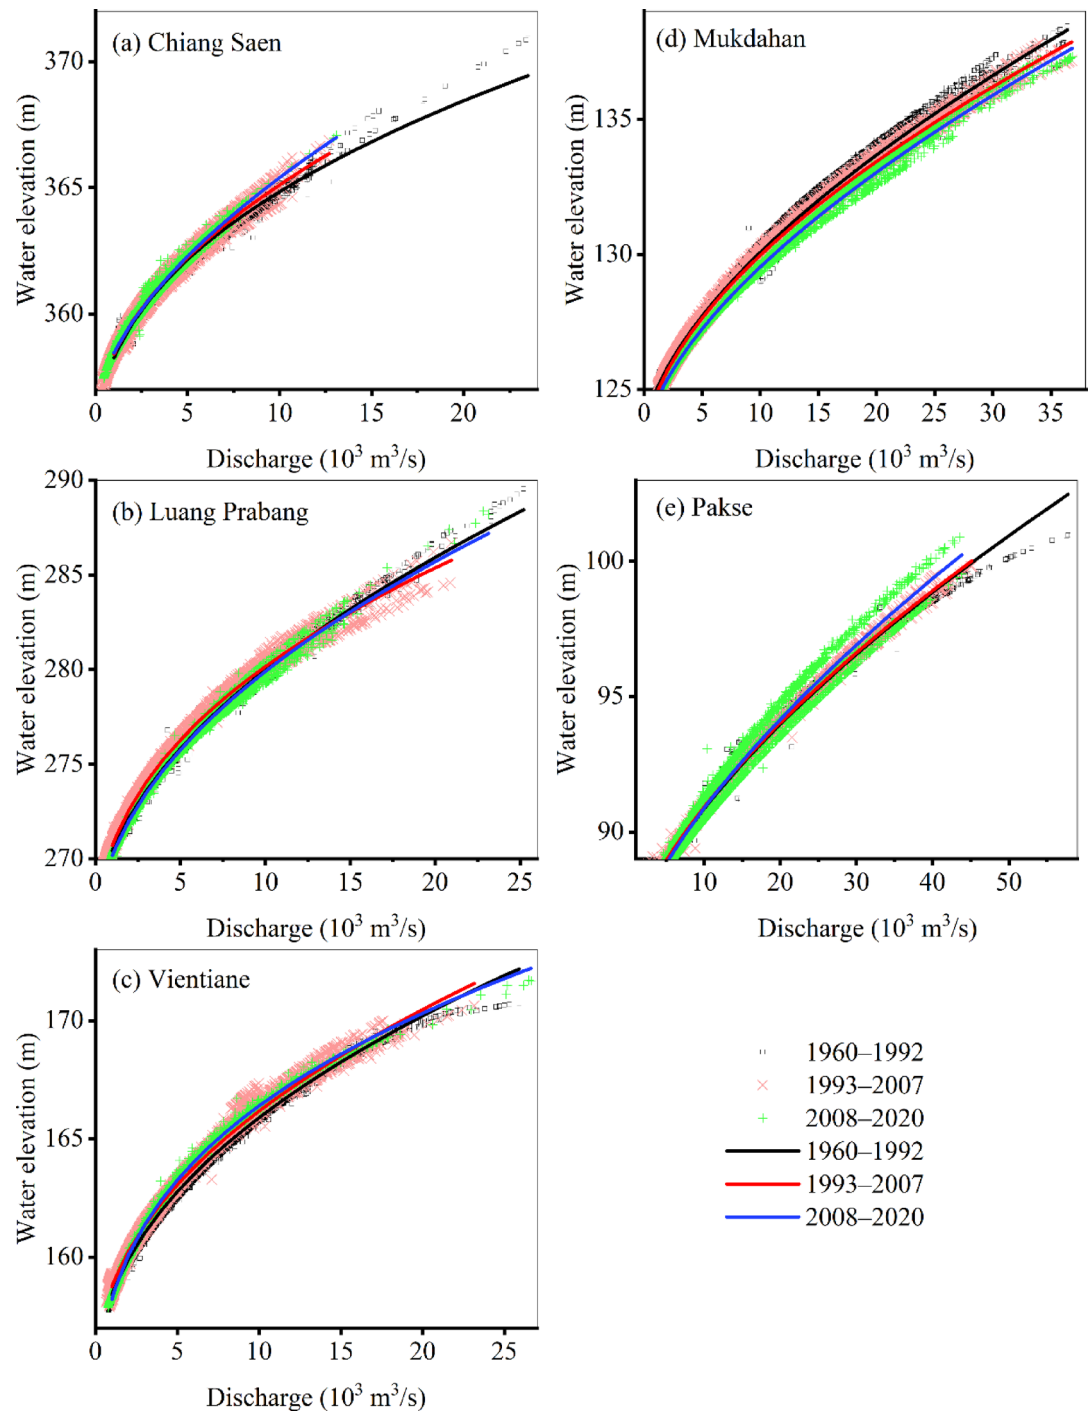 (a) Chiang Saen
370
365
360
Water elevation (m)
0 5 10 15 20
Discharge (10³ m³/s)
(d) Mukdahan
135
130
125
Water elevation (m)
0 5 10 15 20 25 30 35
Discharge (10³ m³/s)
(b) Luang Prabang
290
285
280
275
270
Water elevation (m)
0 5 10 15 20 25
Discharge (10³ m³/s)
(e) Pakse
100
95
90
Water elevation (m)
10 20 30 40 50
Discharge (10³ m³/s)
(c) Vientiane
170
165
160
Water elevation (m)
0 5 10 15 20 25
Discharge (10³ m³/s)
1960–1992
1993–2007
2008–2020
1960–1992
1993–2007
2008–2020